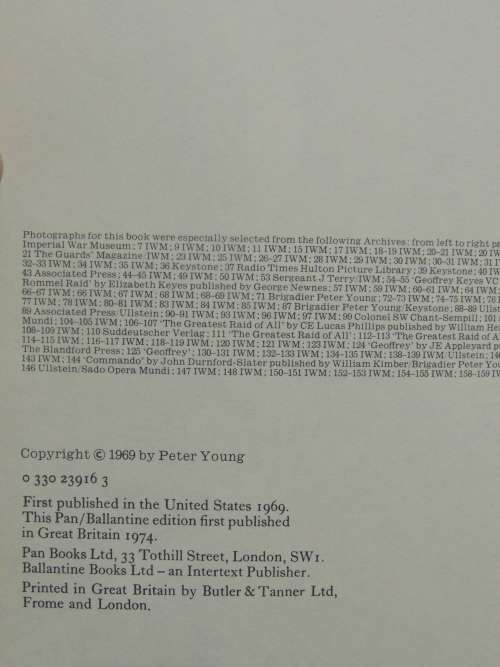 Photographs for this book were especially selected from the following Archives: from left to right pa
Imperial War Museum; 7 IWM; 9 IWM; 10 IWM; 11 IWM; 15 IWM; 17 IWM; 18-19 IWM; 20-21 IWM; 20 IW
21 The Guards' Magazine/IWM; 23 IWM; 25 IWM; 26-27 IWM; 28 IWM; 29 IWM; 30 IWM; 30-31 IWM; 31 I
32-33 IWM; 34 IWM; 35 IWM; 36 Keystone; 37 Radio Times Hulton Picture Library; 39 Keystone; 40 IW
43 Associated Press; 44-45 IWM; 49 IWM; 50 IWM; 53 Sergeant J Terry/IWM; 54-55 'Geoffrey Keyes VC
Rommel Raid' by Elizabeth Keyes published by George Newnes; 57 IWM; 59 IWM; 60-61 IWM; 64 IWM;
66-67 IWM; 66 IWM; 67 IWM; 68 IWM; 68-69 IWM; 71 Brigadier Peter Young; 72-73 IWM; 74-75 IWM; 76
77 IWM; 78 IWM; 80-81 IWM; 83 IWM; 84 IWM; 85 IWM; 87 Brigadier Peter Young/Keystone; 88-89 Ullst
89 Associated Press/Ullstein; 90-91 IWM; 93 IWM; 96 IWM; 97 IWM; 99 Colonel SW Chant-Sempill; 101
Mundi; 104-105 IWM; 106-107 'The Greatest Raid of All' by CE Lucas Phillips published by William He
108-109 IWM; 110 Suddeutscher Verlag; 111 'The Greatest Raid of All'; 112-113 'The Greatest Raid of A
114-115 IWM; 116-117 IWM; 118-119 IWM; 120 IWM; 121 IWM; 123 IWM; 124 'Geoffrey' by JE Appleyard pu
The Blandford Press; 125 'Geoffrey'; 130-131 IWM; 132-133 IWM; 134-135 IWM; 138-139 IWM/Ullstein; 140
143 IWM; 144 'Commando' by John Durnford-Slater published by William Kimber/Brigadier Peter You
146 Ullstein/Sado Opera Mundi; 147 IWM; 148 IWM; 150-151 IWM; 152-153 IWM; 154-155 IWM; 158-159 IW
Copyright © 1969 by Peter Young
0 330 23916 3
First published in the United States 1969.
This Pan/Ballantine edition first published
in Great Britain 1974.
Pan Books Ltd, 33 Tothill Street, London, SW1.
Ballantine Books Ltd – an Intertext Publisher.
Printed in Great Britain by Butler & Tanner Ltd,
Frome and London.